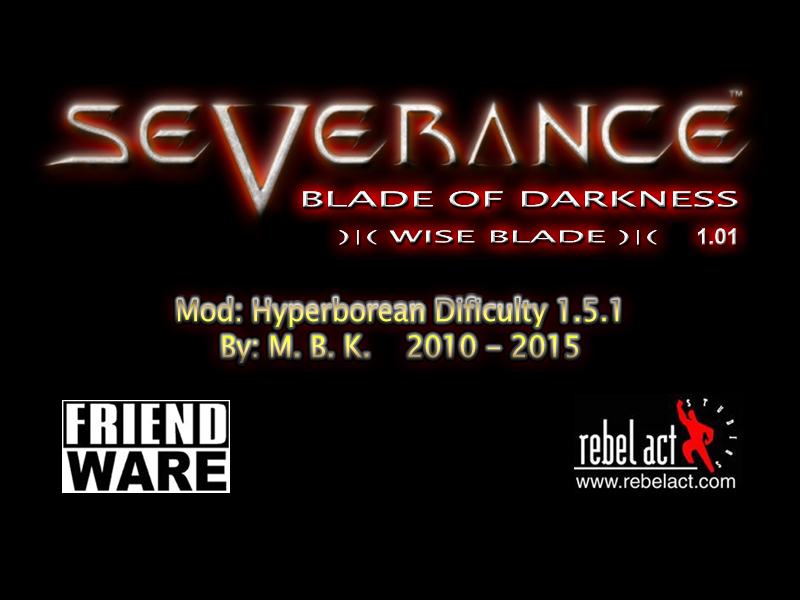 SEVERANCE™
BLADE OF DARKNESS
)|( WISE BLADE )|( 1.01
Mod: Hyperborean Dificulty 1.5.1
By: M. B. K. 2010 – 2015
FRIEND
WARE
rebel act STUDIOS
www.rebelact.com